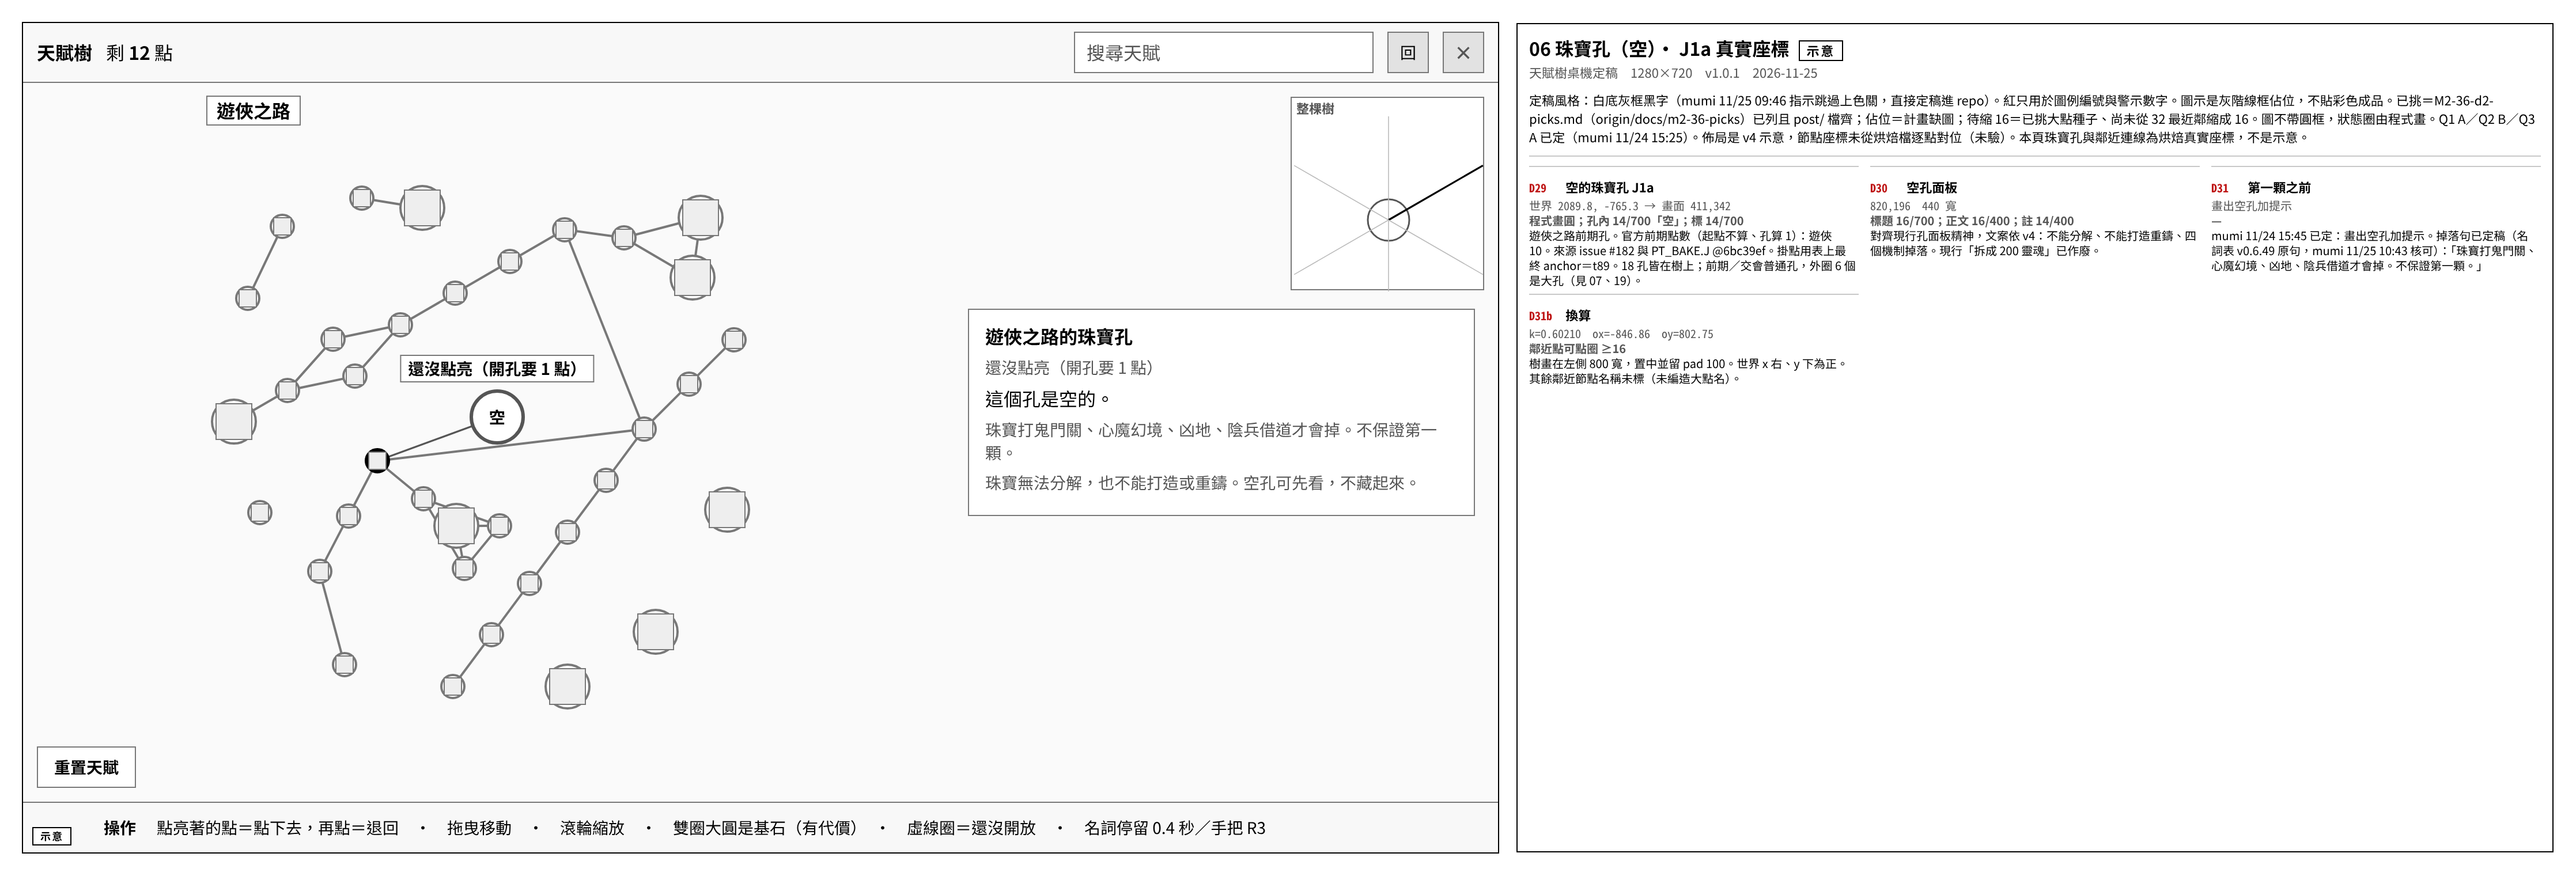 天賦樹 剩 12 點
搜尋天賦
回
×
遊俠之路
整棵樹
還沒點亮（開孔要 1 點）
空
遊俠之路的珠寶孔
還沒點亮（開孔要 1 點）
這個孔是空的。
珠寶打鬼門關、心魔幻境、凶地、陰兵借道才會掉。不保證第一
顆。
珠寶無法分解，也不能打造或重鑄。空孔可先看，不藏起來。
重置天賦
示意
操作 點亮著的點＝點下去，再點＝退回 ・ 拖曳移動 ・ 滾輪縮放 ・ 雙圈大圓是基石（有代價） ・ 虛線圈＝還沒開放 ・ 名詞停留 0.4 秒／手把 R3
06 珠寶孔（空）・ J1a 真實座標 示意
天賦樹桌機定稿 1280×720 v1.0.1 2026-11-25
定稿風格：白底灰框黑字（mumi 11/25 09:46 指示跳過上色關，直接定稿進 repo）。紅只用於圖例編號與警示數字。圖示是灰階線框佔位，不貼彩色成品。已挑＝M2-36-d2-
picks.md（origin/docs/m2-36-picks）已列且 post/ 檔齊；佔位＝計畫缺圖；待縮 16＝已挑大點種子、尚未從 32 最近鄰縮成 16。圖不帶圓框，狀態圈由程式畫。Q1 A／Q2 B／Q3
A 已定（mumi 11/24 15:25）。佈局是 v4 示意，節點座標未從烘焙檔逐點對位（未驗）。本頁珠寶孔與鄰近連線為烘焙真實座標，不是示意。
D29 空的珠寶孔 J1a
世界 2089.8, -765.3 → 畫面 411,342
程式畫圓；孔內 14/700「空」；標 14/700
遊俠之路前期孔。官方前期點數（起點不算、孔算 1）：遊俠
10。來源 issue #182 與 PT_BAKE.J @6bc39ef。掛點用表上最
終 anchor＝t89。18 孔皆在樹上；前期／交會普通孔，外圈 6 個
是大孔（見 07、19）。
D30 空孔面板
820,196 440 寬
標題 16/700；正文 16/400；註 14/400
對齊現行孔面板精神，文案依 v4：不能分解、不能打造重鑄、四
個機制掉落。現行「拆成 200 靈魂」已作廢。
D31 第一顆之前
畫出空孔加提示
—
mumi 11/24 15:45 已定：畫出空孔加提示。掉落句已定稿（名
詞表 v0.6.49 原句，mumi 11/25 10:43 核可）：「珠寶打鬼門關、
心魔幻境、凶地、陰兵借道才會掉。不保證第一顆。」
D31b 換算
k=0.60210 ox=-846.86 oy=802.75
鄰近點可點圈 ≥16
樹畫在左側 800 寬，置中並留 pad 100。世界 x 右、y 下為正。
其餘鄰近節點名稱未標（未編造大點名）。